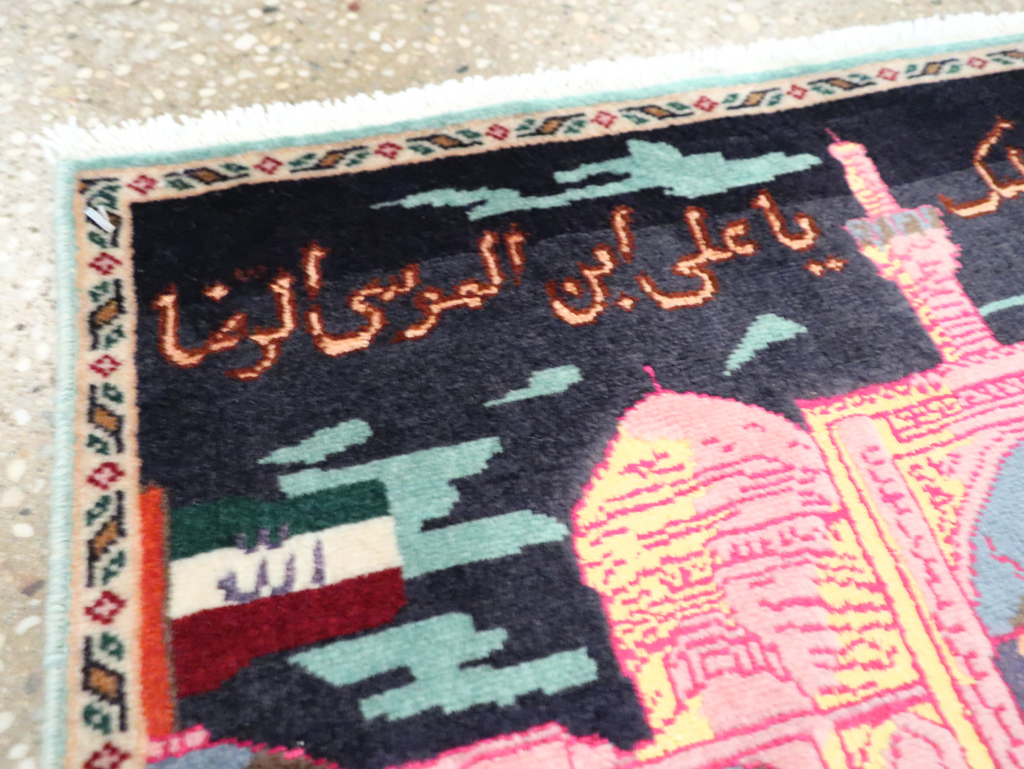 یا علی ابن الموسی الرضا
الله